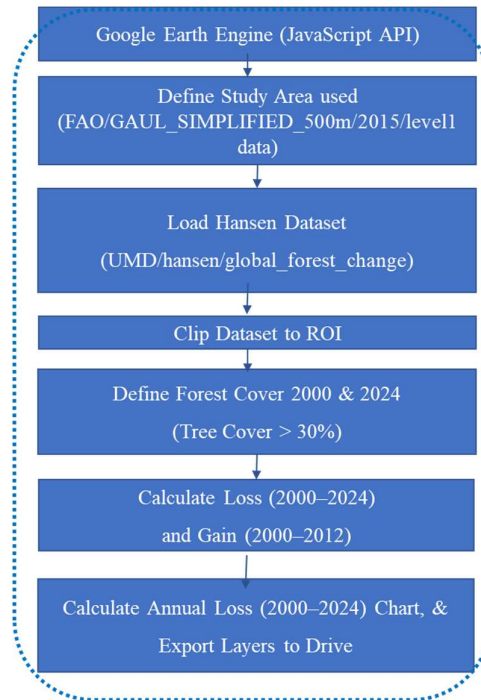 Google Earth Engine (JavaScript API)
Define Study Area used
(FAO/GAUL_SIMPLIFIED_500m/2015/level1
data)
Load Hansen Dataset
(UMD/hansen/global_forest_change)
Clip Dataset to ROI
Define Forest Cover 2000 & 2024
(Tree Cover > 30%)
Calculate Loss (2000–2024)
and Gain (2000–2012)
Calculate Annual Loss (2000–2024) Chart, &
Export Layers to Drive